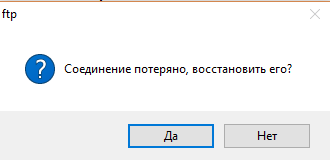 ftp
Соединение потеряно, восстановить его?
Да
Нет